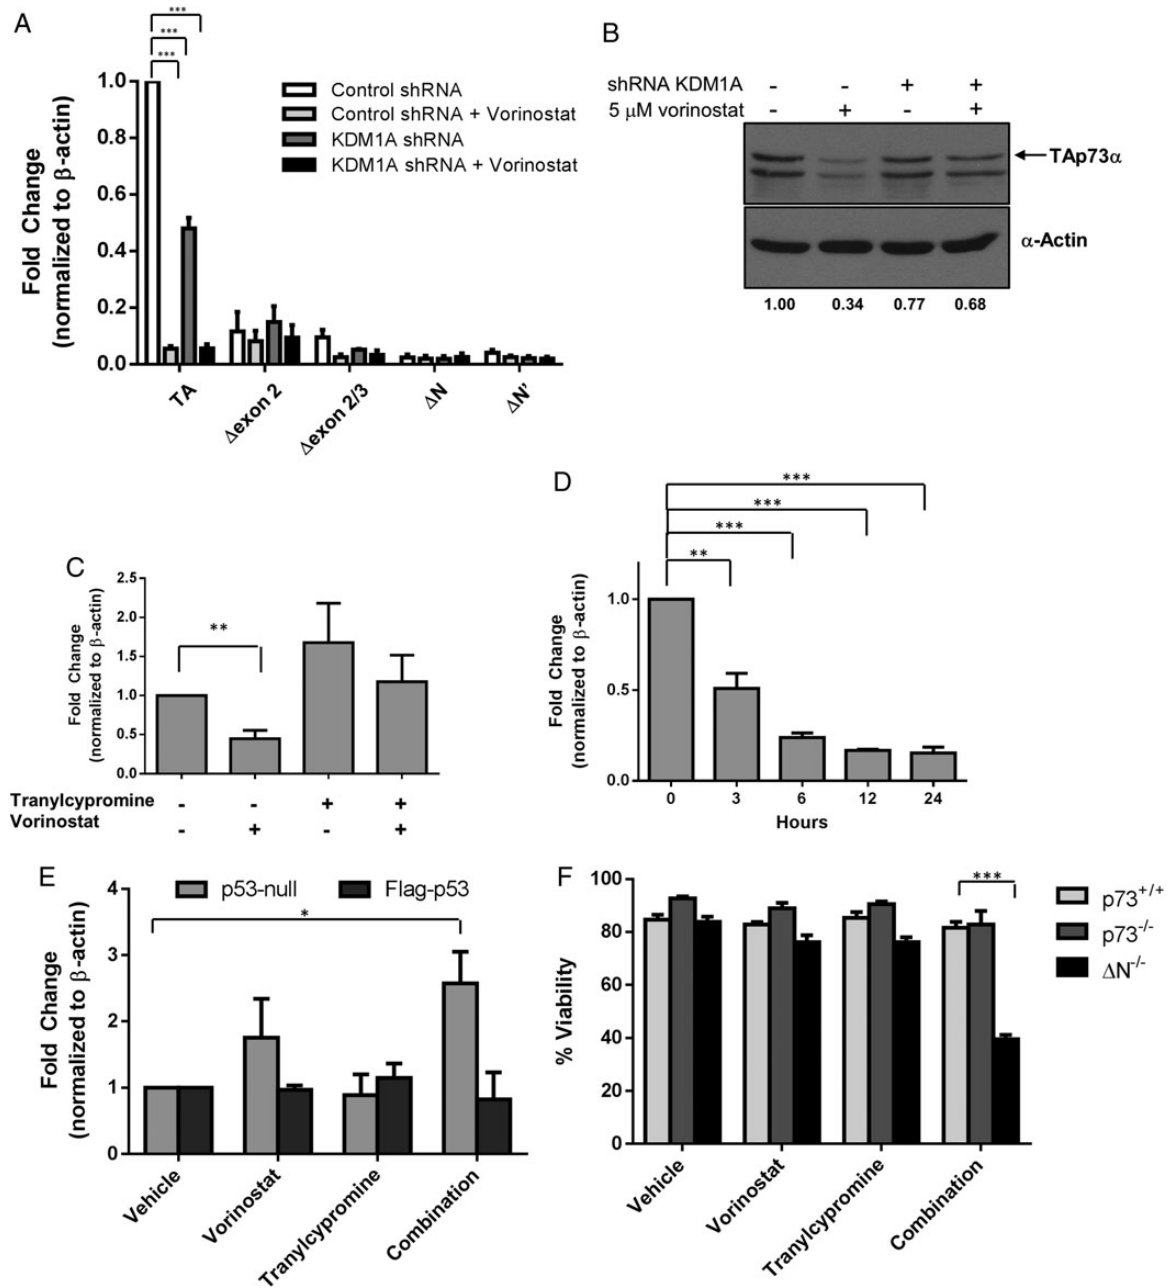 A
***
***
***
Fold Change
(normalized to β-actin)
1.0
0.8
0.6
0.4
0.2
0.0
Control shRNA
Control shRNA + Vorinostat
KDM1A shRNA
KDM1A shRNA + Vorinostat
TA
Δexon 2
Δexon 2/3
ΔN
ΔN'
B
shRNA KDM1A - - + +
5 µM vorinostat - + - +
TAp73α
α-Actin
1.00 0.34 0.77 0.68
C
Fold Change
(normalized to β-actin)
2.5
2.0
1.5
1.0
0.5
0.0
**
Tranylcypromine - - + +
Vorinostat - + - +
D
***
***
***
**
Fold Change
(normalized to β-actin)
1.0
0.5
0.0
0 3 6 12 24
Hours
E
p53-null Flag-p53
*
Fold Change
(normalized to β-actin)
4
3
2
1
0
Vehicle
Vorinostat
Tranylcypromine
Combination
F
***
% Viability
100
80
60
40
20
0
p73+/+
p73-/-
ΔN-/-
Vehicle
Vorinostat
Tranylcypromine
Combination